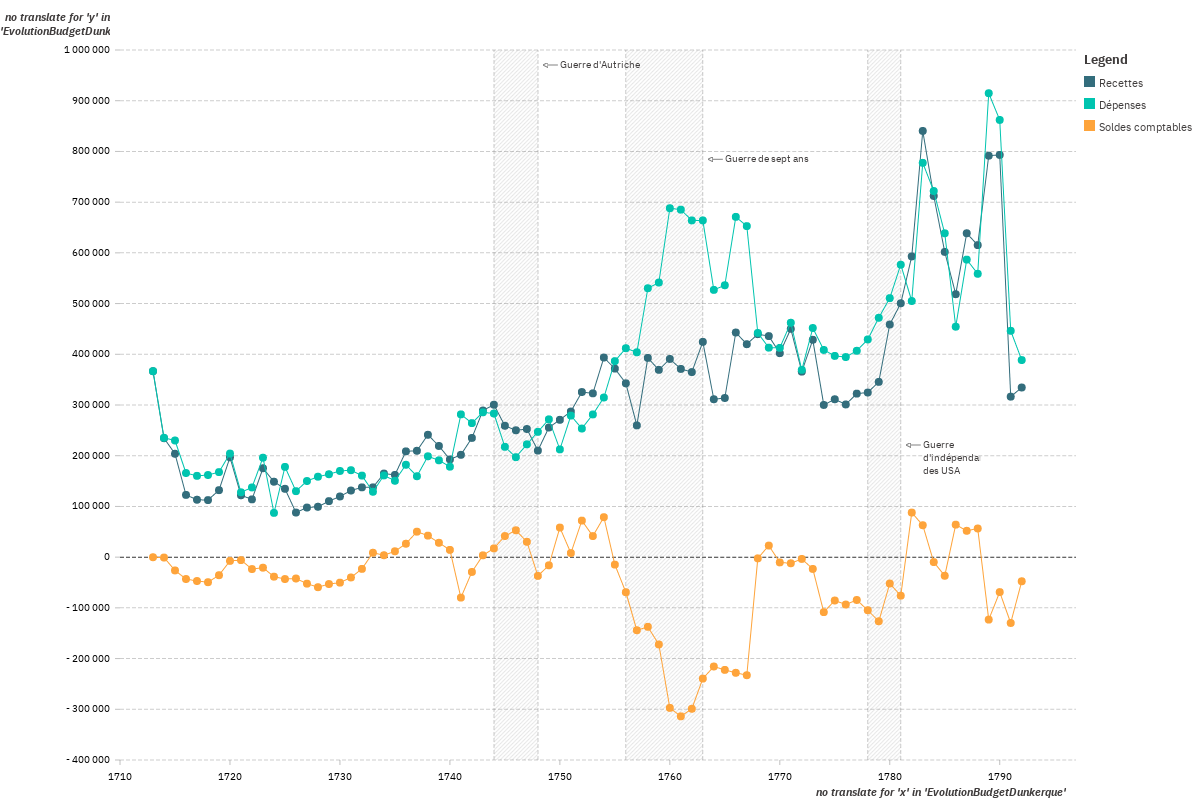 no translate for 'y' in
'EvolutionBudgetDunk
1 000 000
900 000
800 000
700 000
600 000
500 000
400 000
300 000
200 000
100 000
0
- 100 000
- 200 000
- 300 000
- 400 000
Guerre d'Autriche
Guerre de sept ans
Guerre
d'indépenda
des USA
Legend
Recettes
Dépenses
Soldes comptables
1710
1720
1730
1740
1750
1760
1770
1780
1790
no translate for 'x' in 'EvolutionBudgetDunkerque'